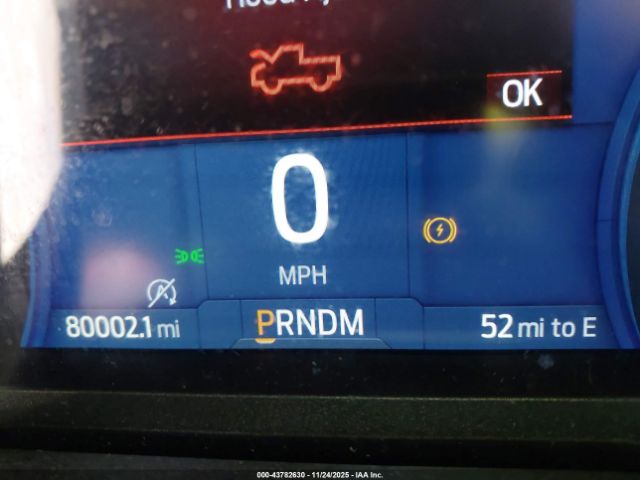 OK
0
MPH
80002.1 mi
PRNDM
52 mi to E
000-43782630 - 11/24/2025 - IAA Inc.